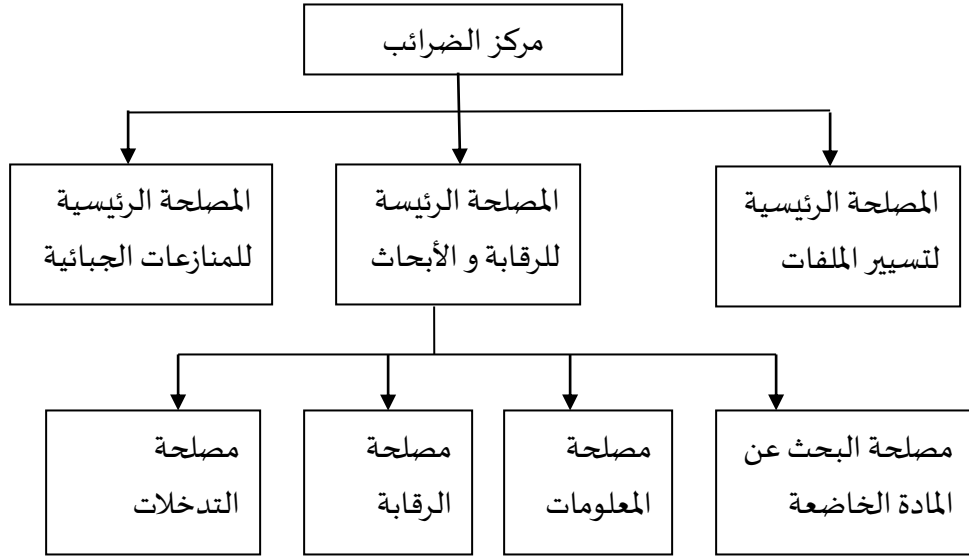 مركز الضرائب
المصلحة الرئيسية
لتسيير الملفات
المصلحة الرئيسة
للرقابة و الأبحاث
المصلحة الرئيسية
للمنازعات الجبائية
مصلحة البحث عن
المادة الخاضعة
مصلحة
المعلومات
مصلحة
الرقابة
مصلحة
التدخلات